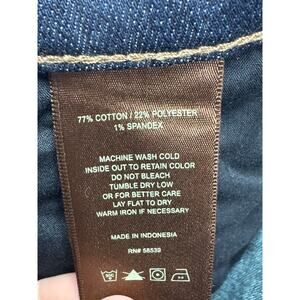 77% COTTON / 22% POLYESTER
1% SPANDEX
MACHINE WASH COLD
INSIDE OUT TO RETAIN COLOR
DO NOT BLEACH
TUMBLE DRY LOW
OR FOR BETTER CARE
LAY FLAT TO DRY
WARM IRON IF NECESSARY
MADE IN INDONESIA
RN# 58539